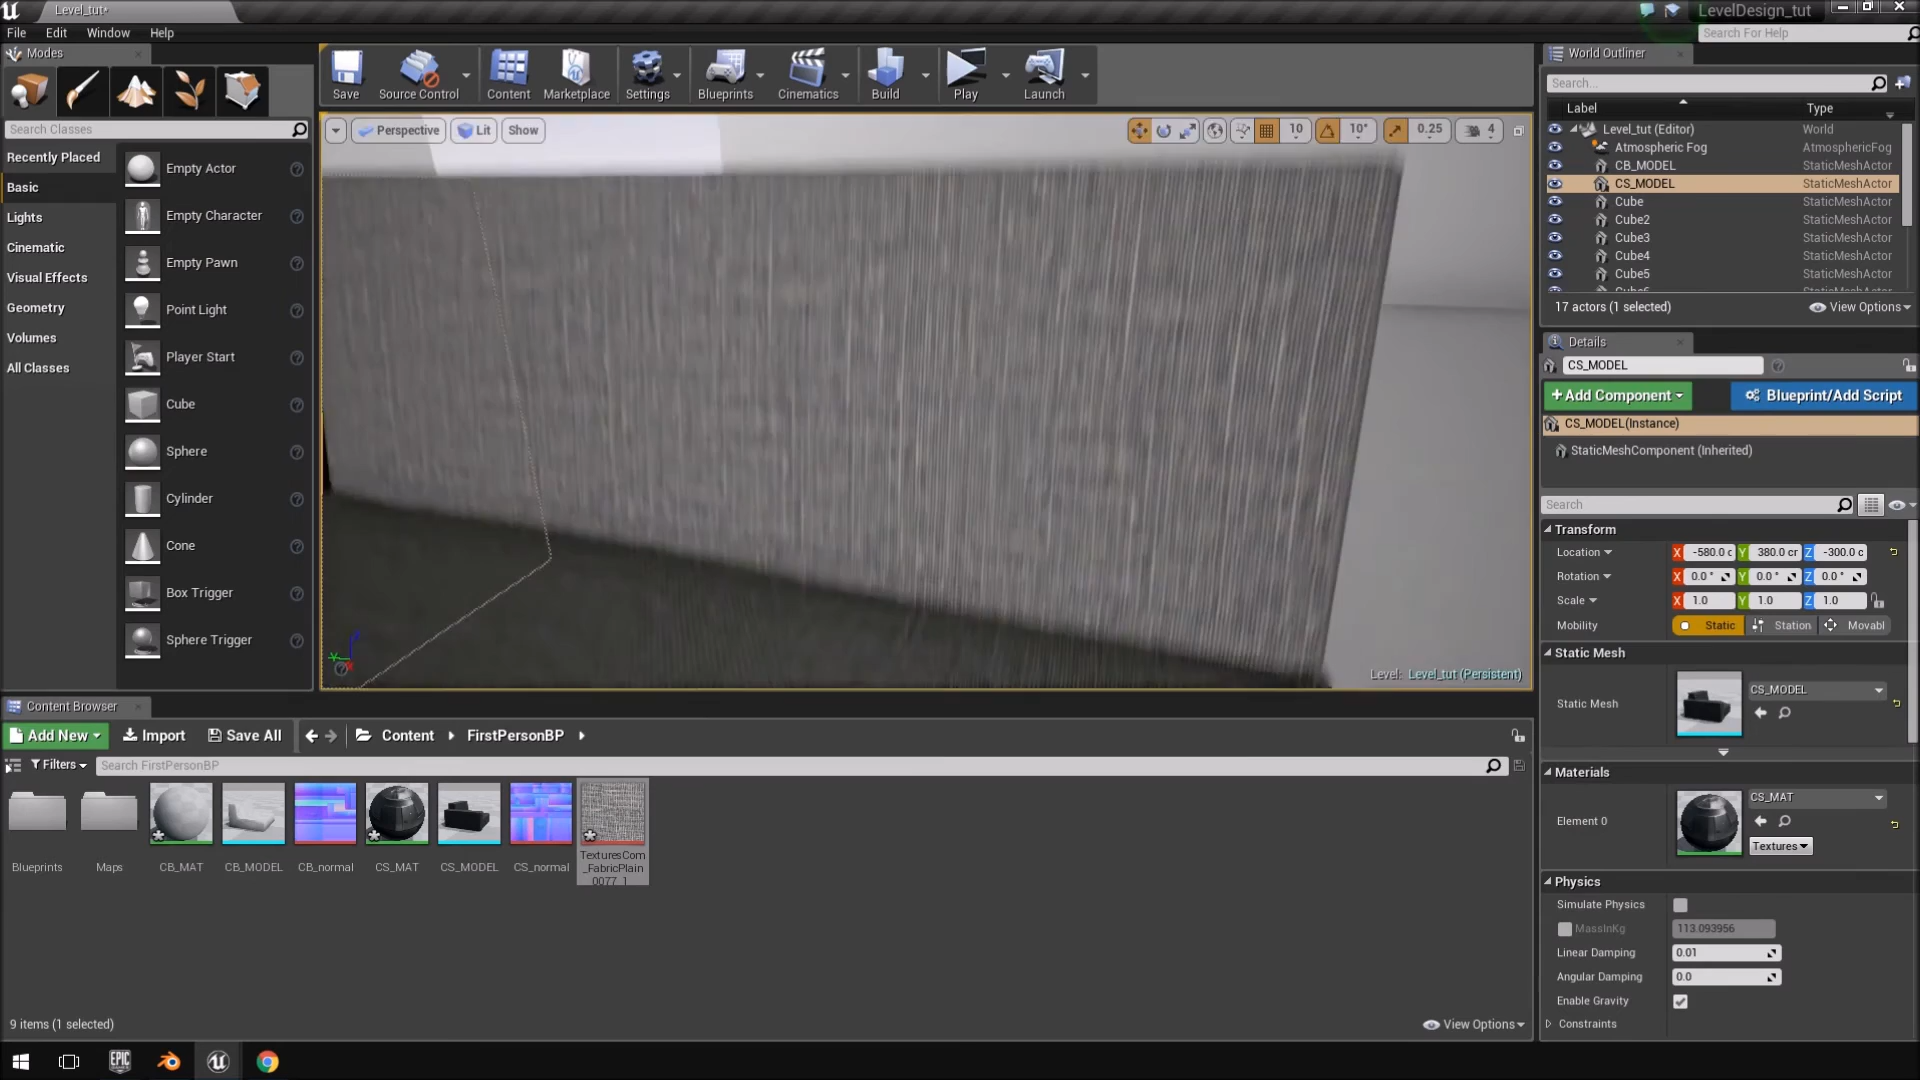 Level_tut*
LevelDesign_tut
File
Edit
Window
Help
Search For Help
Modes
Search Classes
Recently Placed
Basic
Lights
Cinematic
Visual Effects
Geometry
Volumes
All Classes
Empty Actor
Empty Character
Empty Pawn
Point Light
Player Start
Cube
Sphere
Cylinder
Cone
Box Trigger
Sphere Trigger
Save
Source Control
Content
Marketplace
Settings
Blueprints
Cinematics
Build
Play
Launch
Perspective
Lit
Show
10
10°
0.25
4
Level: Level_tut (Persistent)
World Outliner
Search...
Label
Type
Level_tut (Editor)
World
Atmospheric Fog
AtmosphericFog
CB_MODEL
StaticMeshActor
CS_MODEL
StaticMeshActor
Cube
StaticMeshActor
Cube2
StaticMeshActor
Cube3
StaticMeshActor
Cube4
StaticMeshActor
Cube5
StaticMeshActor
17 actors (1 selected)
View Options
Details
CS_MODEL
+Add Component
Blueprint/Add Script
CS_MODEL(Instance)
StaticMeshComponent (Inherited)
Search
Transform
Location
X -580.0 c Y 380.0 cr Z -300.0 c
Rotation
X 0.0 ° Y 0.0 ° Z 0.0 °
Scale
X 1.0 Y 1.0 Z 1.0
Mobility
Static
Station
Movabl
Static Mesh
Static Mesh
CS_MODEL
Materials
Element 0
CS_MAT
Textures
Physics
Simulate Physics
MassInKg
113.093956
Linear Damping
0.01
Angular Damping
0.0
Enable Gravity
Constraints
Content Browser
Add New
Import
Save All
Content
FirstPersonBP
Filters
Search FirstPersonBP
Blueprints
Maps
CB_MAT
CB_MODEL
CB_normal
CS_MAT
CS_MODEL
CS_normal
TexturesCom
_FabricPlain
0077_1
9 items (1 selected)
View Options
EPIC
GAMES